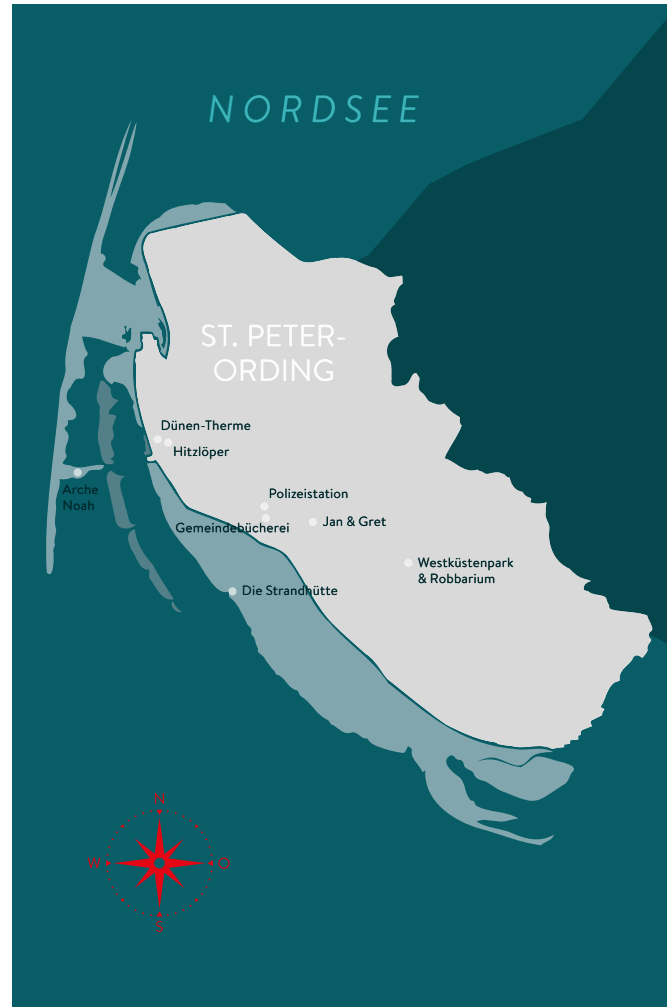 NORDSEE
ST. PETER-
ORDING
Dünen-Therme
Hitzlöper
Arche
Noah
Polizeistation
Gemeindebücherei
Jan & Gret
Westküstenpark
& Robbarium
Die Strandhütte
N
W
O
S